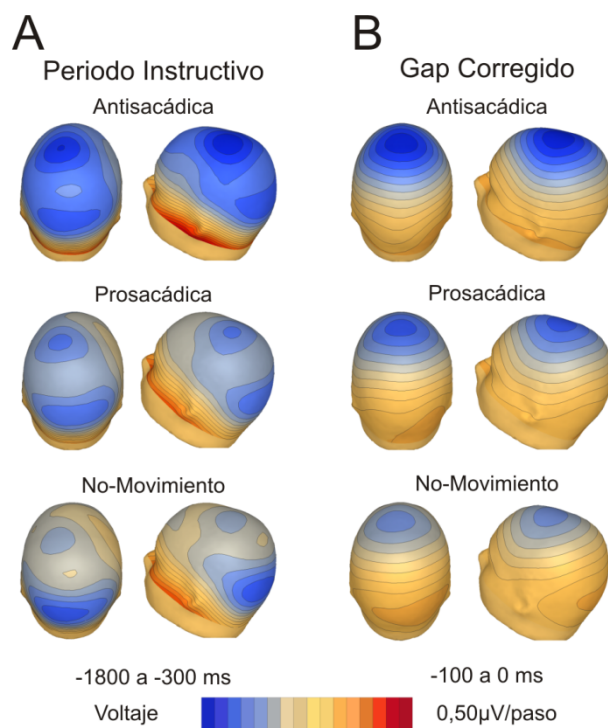 A
B
Periodo Instructivo
Gap Corregido
Antisacádica
Antisacádica
Prosacádica
Prosacádica
No-Movimiento
No-Movimiento
-1800 a -300 ms
-100 a 0 ms
Voltaje
0,50µV/paso